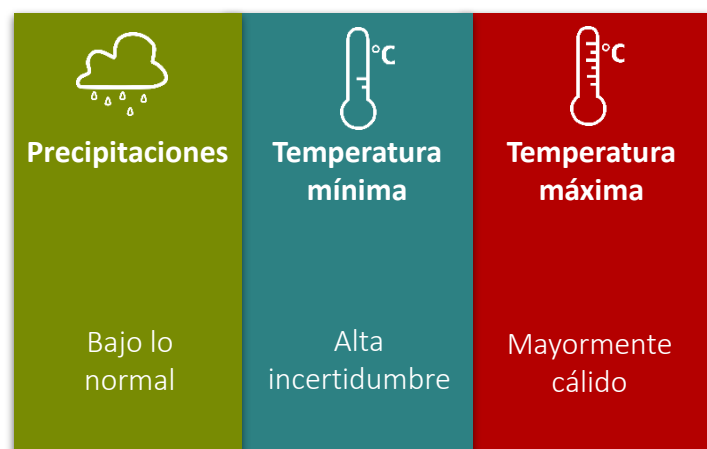 Precipitaciones
Bajo lo
normal
°C
Temperatura
mínima
Alta
incertidumbre
°C
Temperatura
máxima
Mayormente
cálido